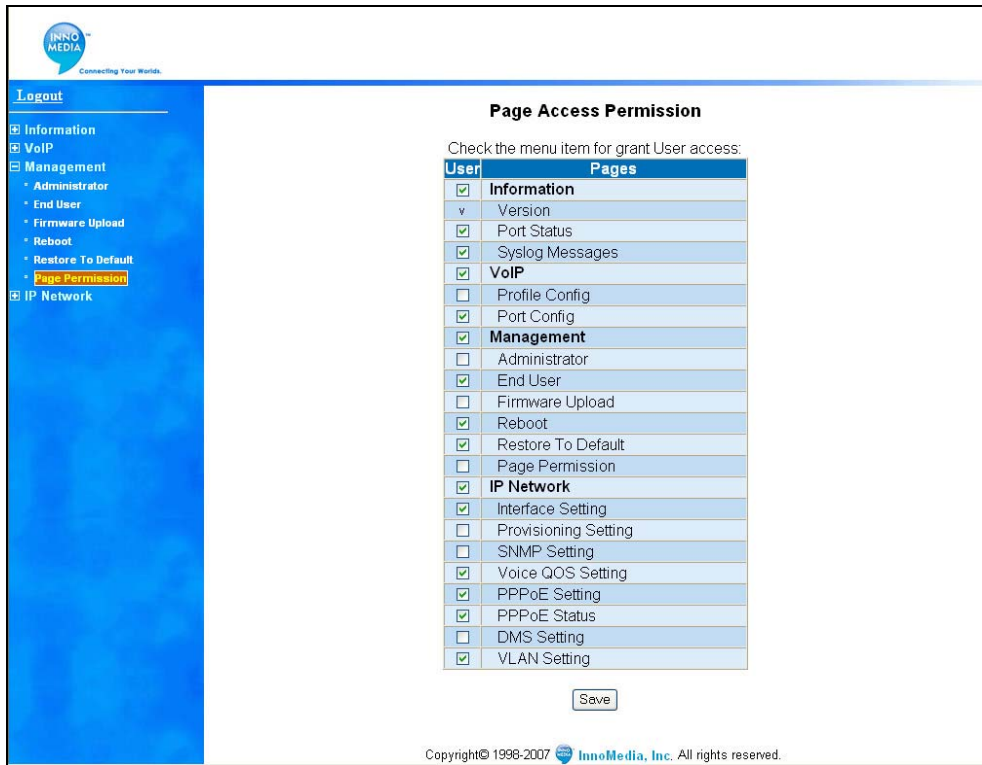 INNO
MEDIA
TM
Connecting Your Worlds.
Logout
Information
VoIP
Management
Administrator
End User
Firmware Upload
Reboot
Restore To Default
Page Permission
IP Network
Page Access Permission
Check the menu item for grant User access:
User Pages
Information
v Version
Port Status
Syslog Messages
VoIP
Profile Config
Port Config
Management
Administrator
End User
Firmware Upload
Reboot
Restore To Default
Page Permission
IP Network
Interface Setting
Provisioning Setting
SNMP Setting
Voice QOS Setting
PPPoE Setting
PPPoE Status
DMS Setting
VLAN Setting
Save
Copyright© 1998-2007 InnoMedia, Inc. All rights reserved.